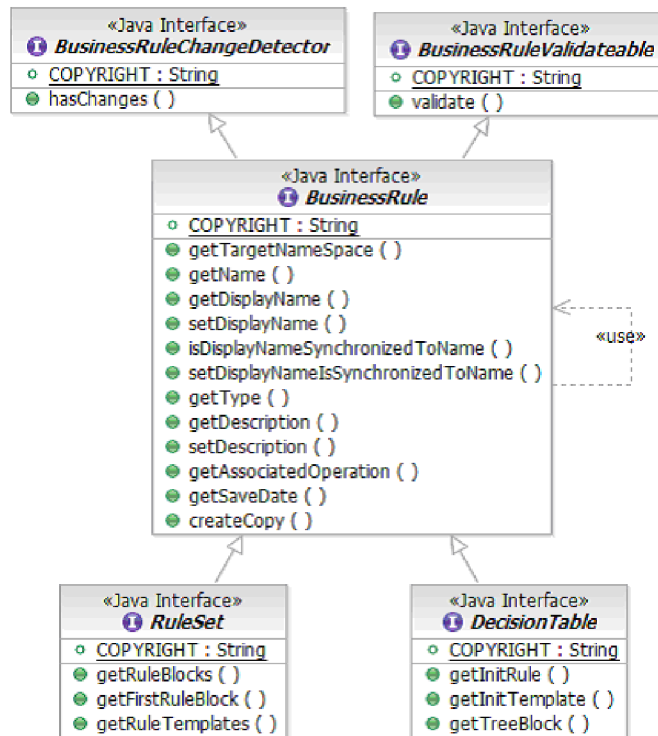 «Java Interface»
BusinessRuleChangeDetector
COPYRIGHT : String
hasChanges ( )
«Java Interface»
BusinessRuleValidateable
COPYRIGHT : String
validate ( )
«Java Interface»
BusinessRule
COPYRIGHT : String
getTargetNameSpace ( )
getName ( )
getDisplayName ( )
setDisplayName ( )
isDisplayNameSynchronizedToName ( )
setDisplayNameIsSynchronizedToName ( )
getType ( )
getDescription ( )
setDescription ( )
getAssociatedOperation ( )
getSaveDate ( )
createCopy ( )
«use»
«Java Interface»
RuleSet
COPYRIGHT : String
getRuleBlocks ( )
getFirstRuleBlock ( )
getRuleTemplates ( )
«Java Interface»
DecisionTable
COPYRIGHT : String
getInitRule ( )
getInitTemplate ( )
getTreeBlock ( )